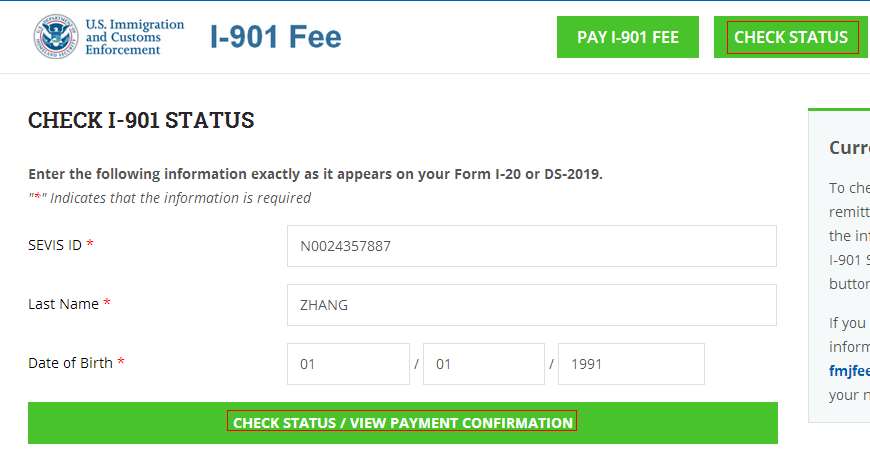 U.S. Immigration
and Customs
Enforcement
I-901 Fee
PAY I-901 FEE
CHECK STATUS
CHECK I-901 STATUS
Enter the following information exactly as it appears on your Form I-20 or DS-2019.
"*" Indicates that the information is required
SEVIS ID *
N0024357887
Last Name *
ZHANG
Date of Birth *
01 / 01 / 1991
CHECK STATUS / VIEW PAYMENT CONFIRMATION
Curr
To che
remitt
the in
I-901 S
button
If you
inform
fmjfee
your n